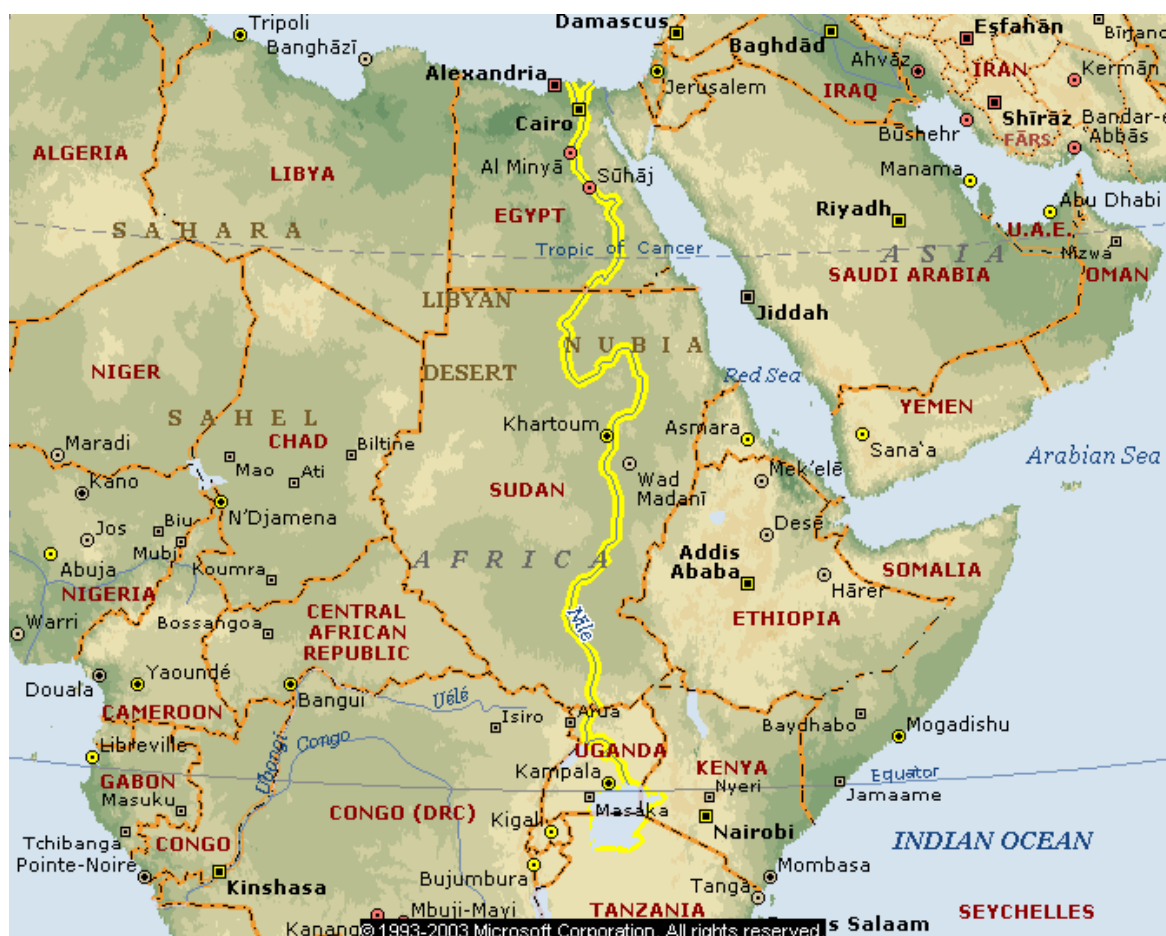 Tripoli
Banghāzī
Damascus
Baghdād
Eşfahān
Alexandria
Jerusalem
Ahvāz
IRAN
Kermān
Cairo
IRAQ
Shīrāz
Bandar-e
'Abbās
Būshehr
FĀRS
ALGERIA
LIBYA
Al Minyā
Sūhāj
Manama
Abu Dhabi
EGYPT
Riyadh
U.A.E.
SAHARA
Tropic of Cancer
ASIA
Nizwá
SAUDI ARABIA
OMAN
LIBYAN
DESERT
Jiddah
NUBIA
NIGER
Red Sea
SAHEL
YEMEN
Maradi
CHAD
Biltine
Khartoum
Asmara
Sana'a
Arabian Sea
Mao
Ati
Kano
SUDAN
Wad
Madanī
Mek'elē
N'Djamena
Jos
Biu
Mubi
Desē
Abuja
Koumra
AFRICA
Addis
Ababa
Hārer
SOMALIA
NIGERIA
CENTRAL
AFRICAN
REPUBLIC
Nile
ETHIOPIA
Warri
Bossangoa
Yaoundé
Douala
Bangui
Uélé
CAMEROON
Isiro
Arua
Baydhabo
Mogadishu
Libreville
Ubangi
Congo
UGANDA
GABON
Kampala
KENYA
Equator
Masuku
Masaka
Nyeri
Jamaame
CONGO (DRC)
Kigali
Nairobi
INDIAN OCEAN
Tchibanga
CONGO
Pointe-Noire
Kinshasa
Bujumbura
Mombasa
Tanga
Mbuji-Mayi
TANZANIA
SEYCHELLES
Kanang
s Salaam
© 1993-2003 Microsoft Corporation. All rights reserved.